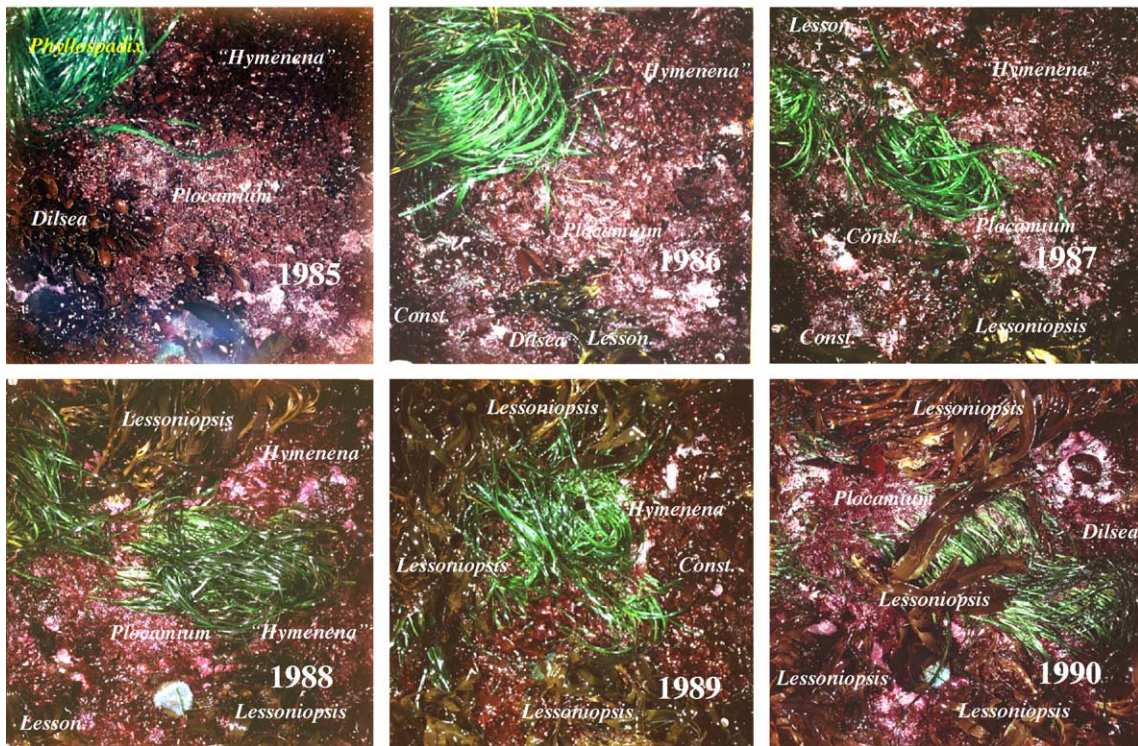 Phyllospadix
"Hymenena"
Plocamium
Dilsea
1985
Hymenena"
Plocamium
1986
Const.
Dilsea
Lesson.
Lesson.
"Hymenena"
Const.
Plocamium
1987
Const.
Lessoniopsis
Lessoniopsis
Hymenena"
Plocamium
"Hymenena"
1988
Lesson.
Lessoniopsis
Lessoniopsis
"Hymenena"
Lessoniopsis
Const.
1989
Lessoniopsis
Lessoniopsis
Plocamium
Dilsea
Lessoniopsis
Lessoniopsis
1990
Lessoniopsis